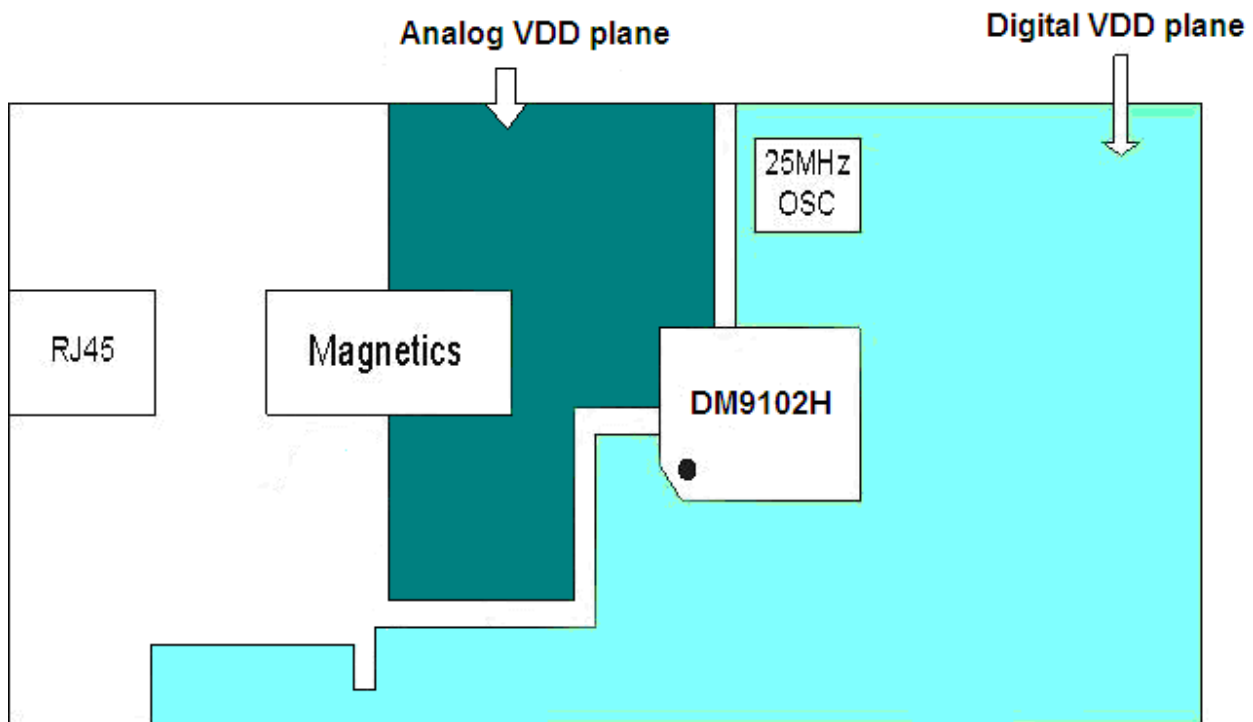 Analog VDD plane
Digital VDD plane
25MHz
OSC
RJ45
Magnetics
DM9102H